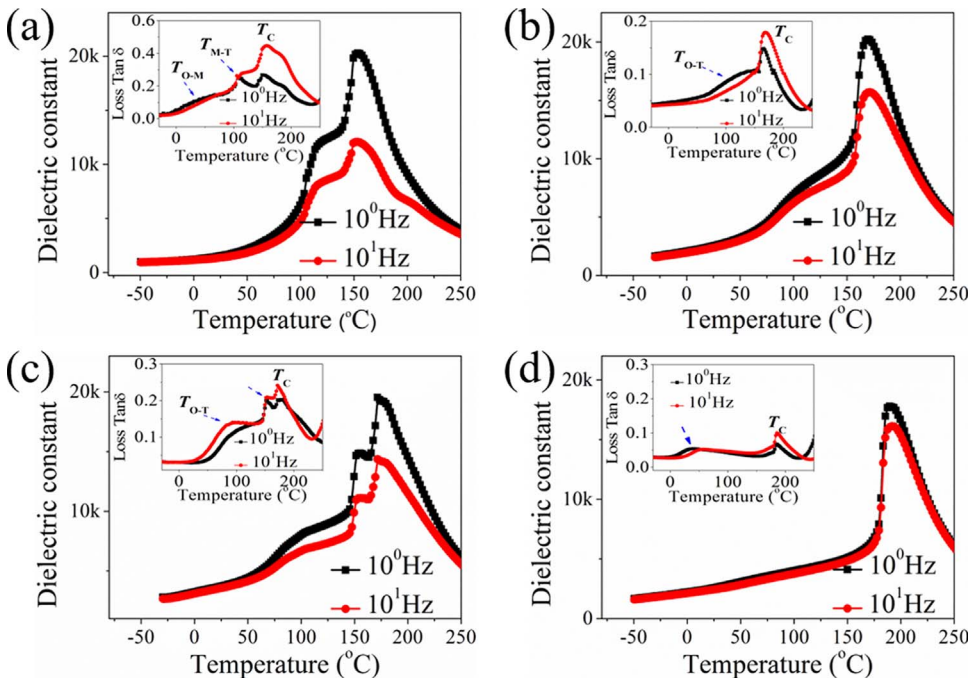 (a)
Dielectric constant
20k
10k
0
-50 0 50 100 150 200 250
Temperature (°C)
10⁰Hz
10¹Hz
Loss Tan δ
0.6
0.4
0.2
0.0
0 100 200
Temperature (°C)
T_O-M
T_M-T
T_C
10⁰Hz
10¹Hz
(b)
Dielectric constant
20k
10k
0
-50 0 50 100 150 200 250
Temperature (°C)
10⁰Hz
10¹Hz
Loss Tan δ
0.2
0.1
0.0
0 100 200
Temperature (°C)
T_O-T
T_C
10⁰Hz
10¹Hz
(c)
Dielectric constant
20k
10k
-50 0 50 100 150 200 250
Temperature (°C)
10⁰Hz
10¹Hz
Loss Tanδ
0.3
0.2
0.1
0 100 200
Temperature (°C)
T_O-T
T_C
10⁰Hz
10¹Hz
(d)
Dielectric constant
20k
10k
0
-50 0 50 100 150 200 250
Temperature (°C)
10⁰Hz
10¹Hz
Loss Tanδ
0.3
0.2
0.1
0.0
0 100 200
Temperature (°C)
T_C
10⁰Hz
10¹Hz